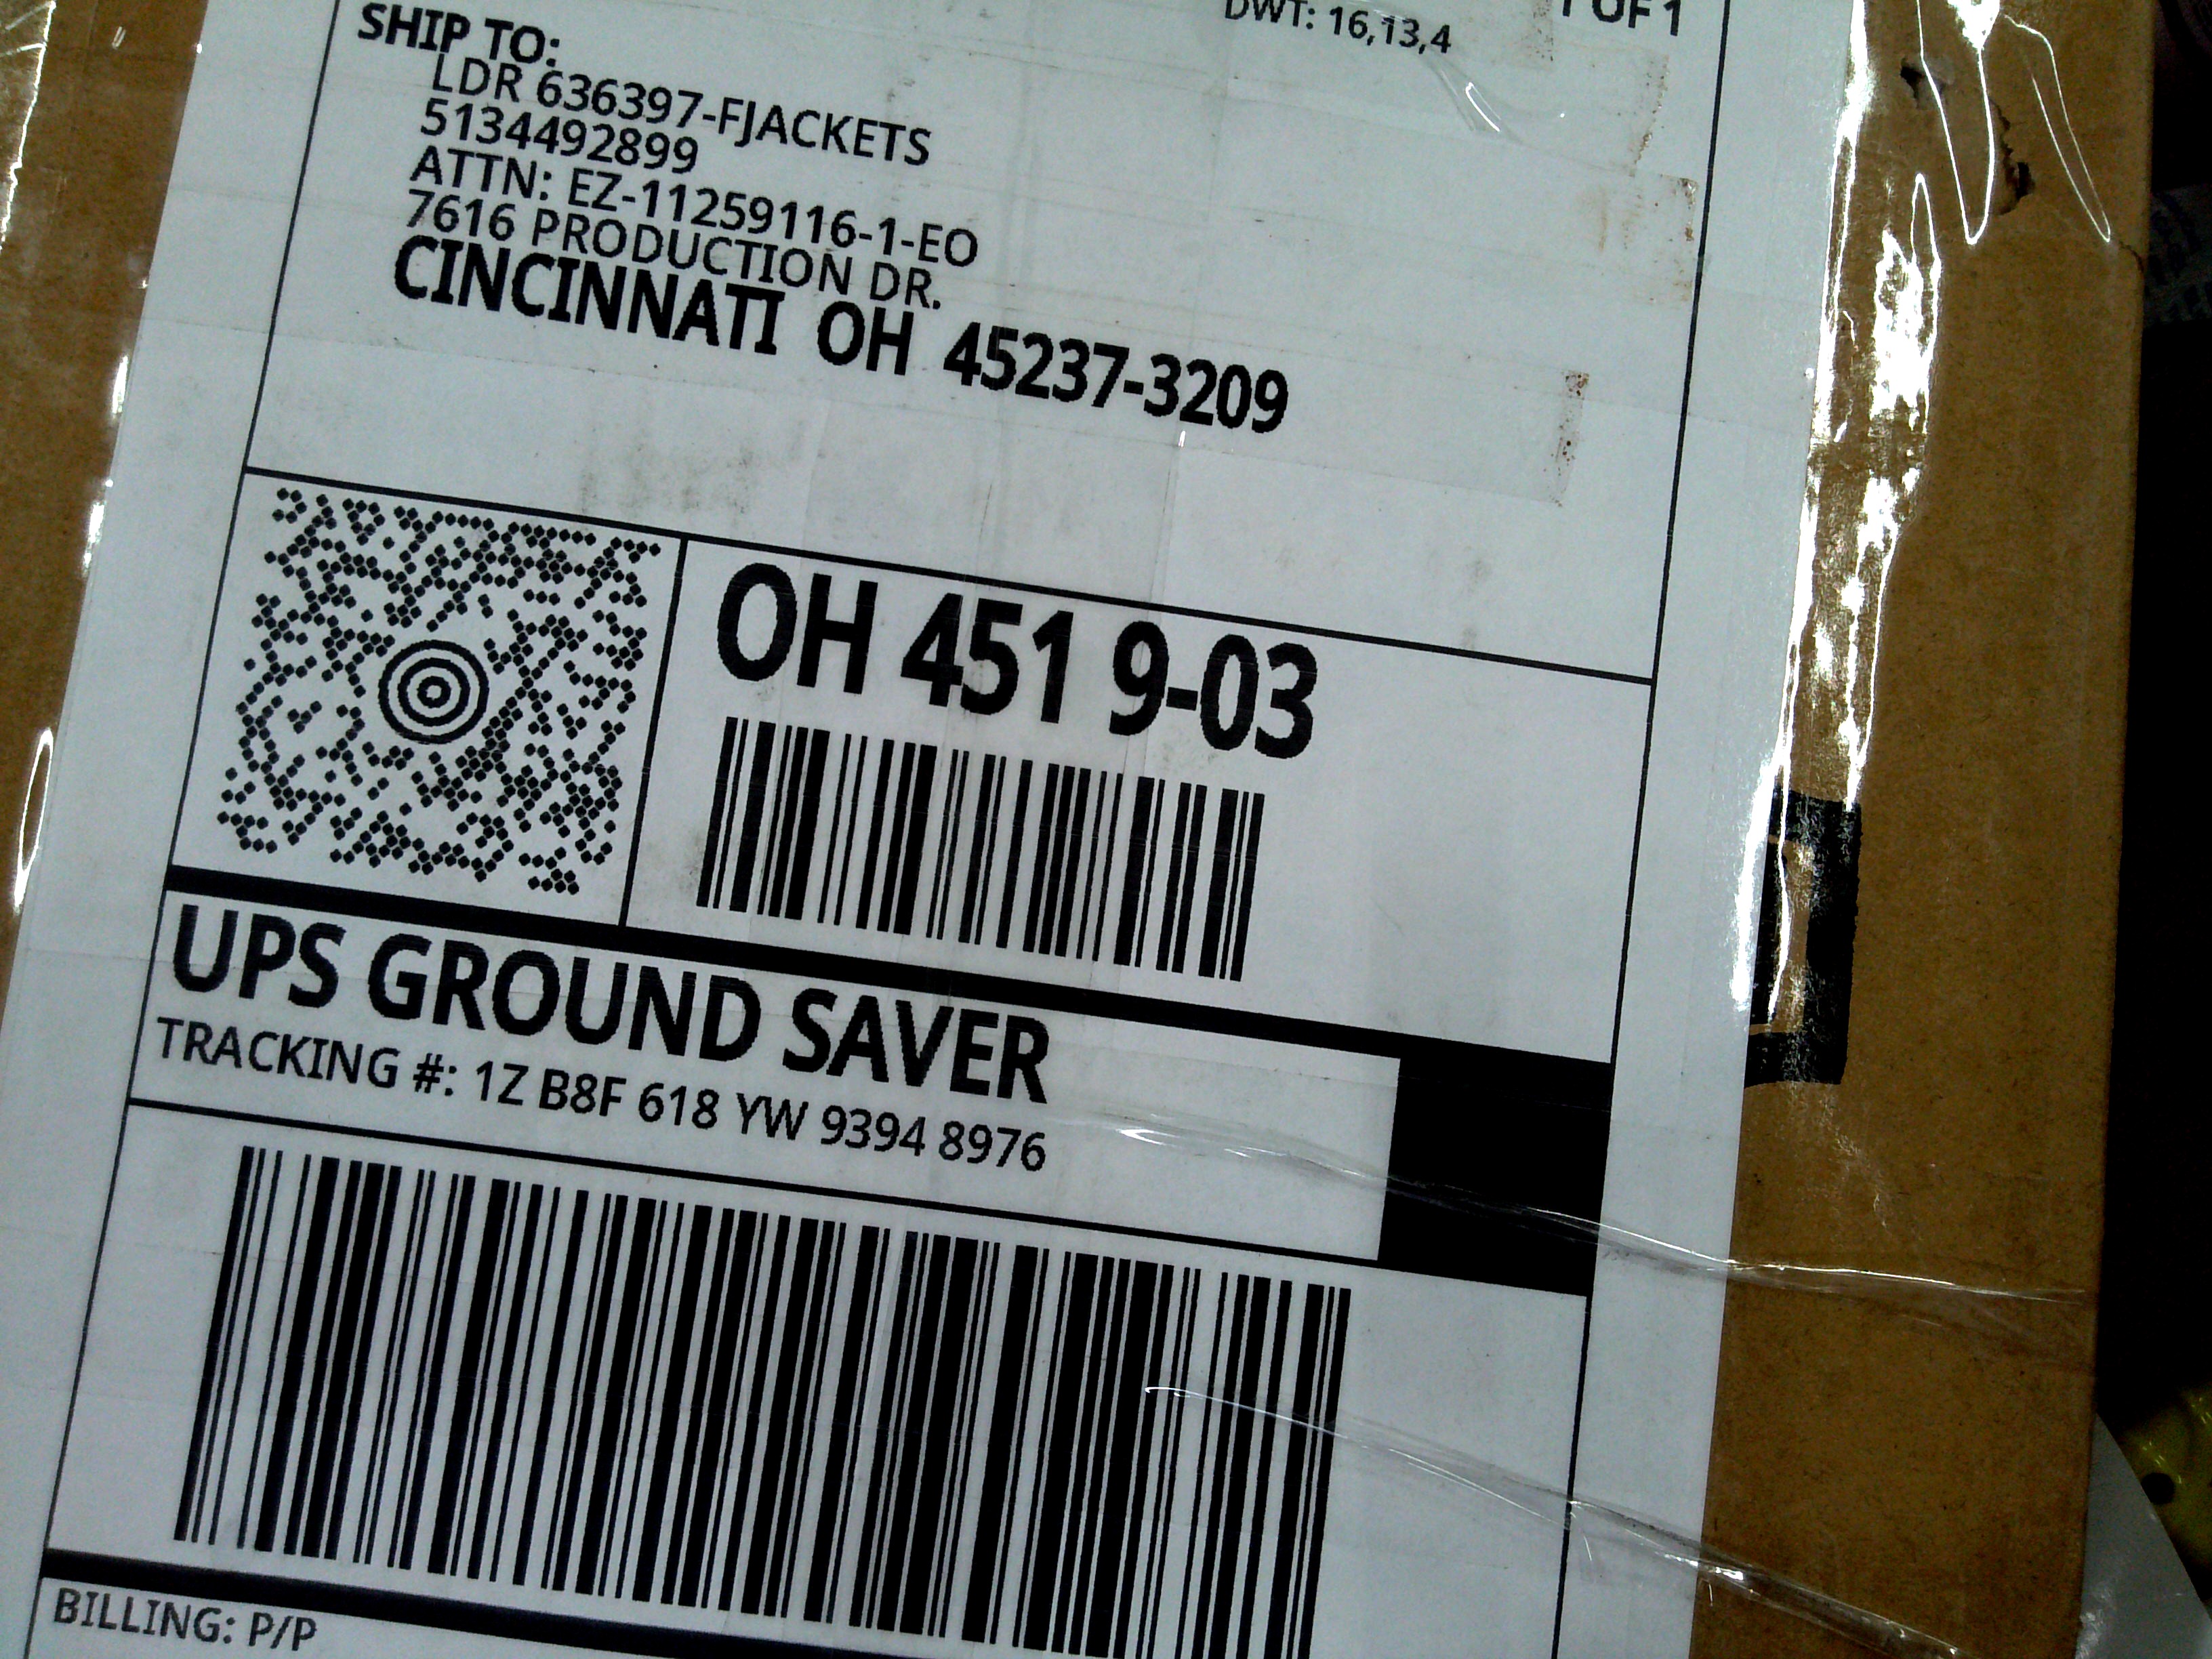 DWT: 16,13,4
1 OF 1
SHIP TO:
LDR 636397-FJACKETS
5134492899
ATTN: EZ-11259116-1-EO
7616 PRODUCTION DR.
CINCINNATI OH 45237-3209
OH 451 9-03
UPS GROUND SAVER
TRACKING #: 1Z B8F 618 YW 9394 8976
BILLING: P/P